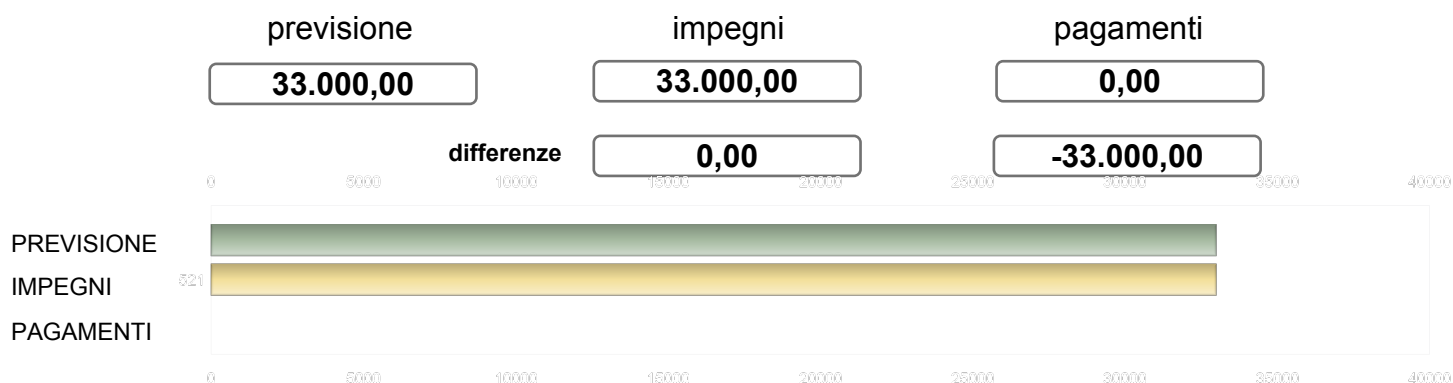 previsione impegni pagamenti
33.000,00 33.000,00 0,00
differenze 0,00 -33.000,00
0 5000 10000 15000 20000 25000 30000 35000 40000
PREVISIONE
521
IMPEGNI
PAGAMENTI
0 5000 10000 15000 20000 25000 30000 35000 40000